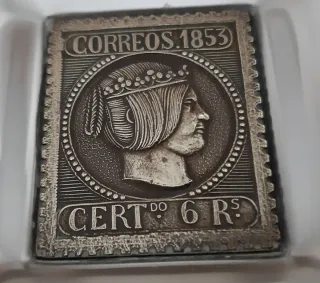 CORREOS. 1853
CERT.DO 6 RS